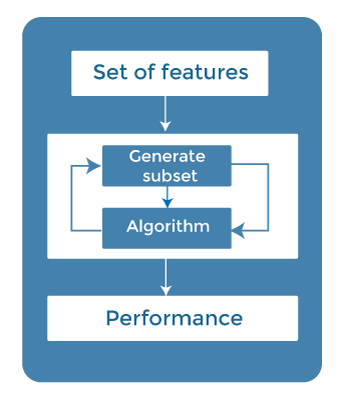 Set of features
Generate
subset
Algorithm
Performance